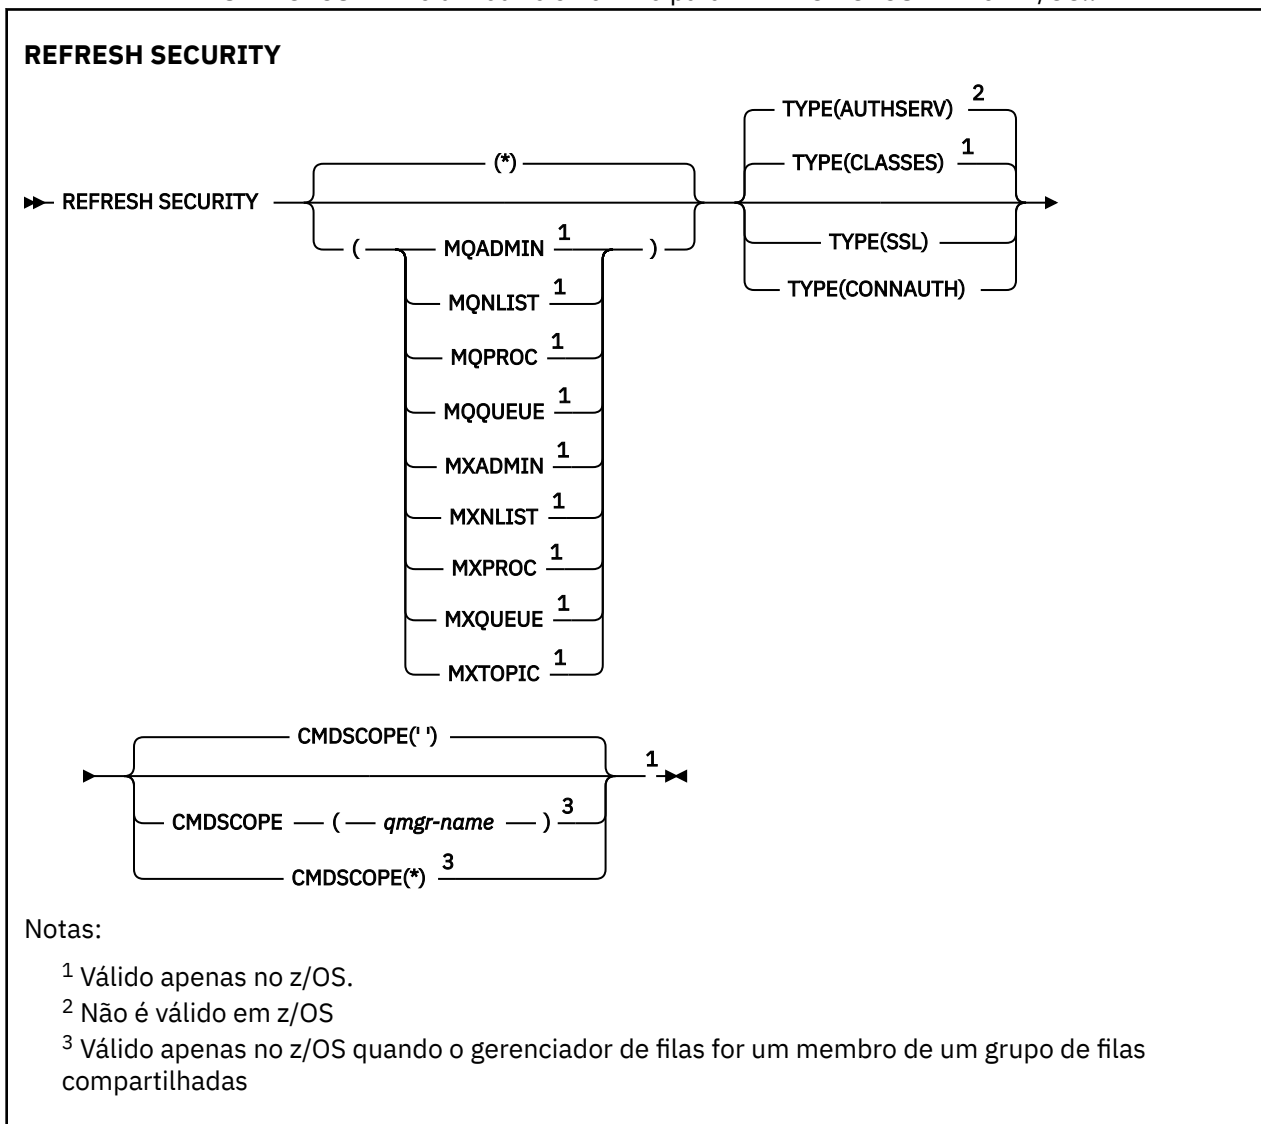 REFRESH SECURITY
REFRESH SECURITY
(*)
( MQADMIN 1 )
MQNLIST 1
MQPROC 1
MQQUEUE 1
MXADMIN 1
MXNLIST 1
MXPROC 1
MXQUEUE 1
MXTOPIC 1
TYPE(AUTHSERV) 2
TYPE(CLASSES) 1
TYPE(SSL)
TYPE(CONNAUTH)
CMDSCOPE(' ')
1
CMDSCOPE ( qmgr-name ) 3
CMDSCOPE(*) 3
Notas:
1 Válido apenas no z/OS.
2 Não é válido em z/OS
3 Válido apenas no z/OS quando o gerenciador de filas for um membro de um grupo de filas
compartilhadas